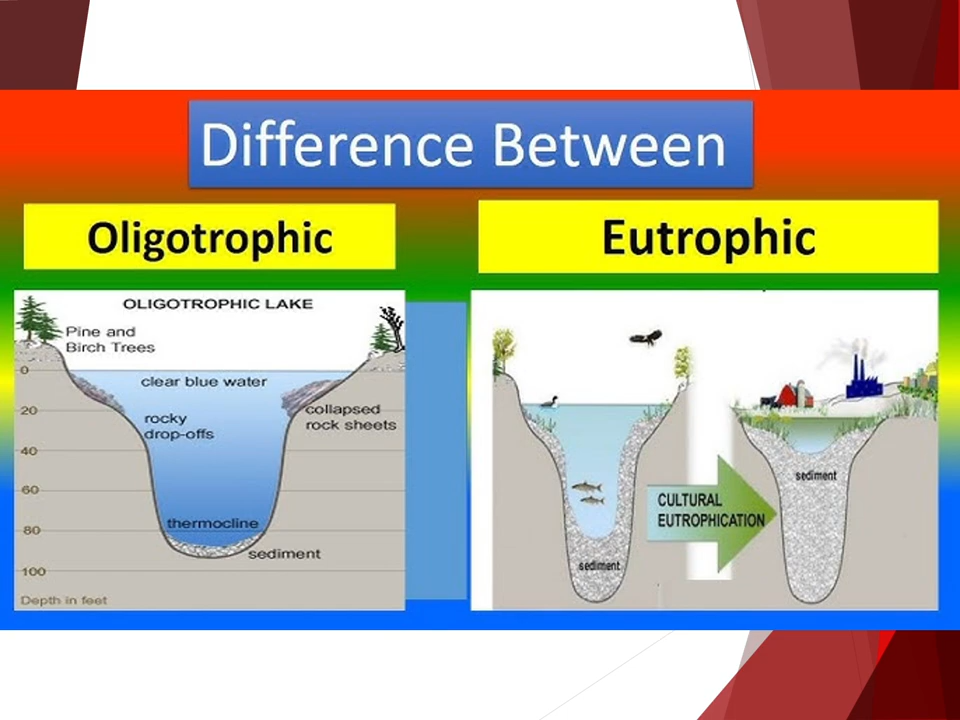 Difference Between
Oligotrophic
Eutrophic
OLIGOTROPHIC LAKE
Pine and
Birch Trees
0
clear blue water
20
rocky
drop-offs
collapsed
rock sheets
40
60
80
thermocline
sediment
100
Depth in feet
sediment
CULTURAL
EUTROPHICATION
sediment